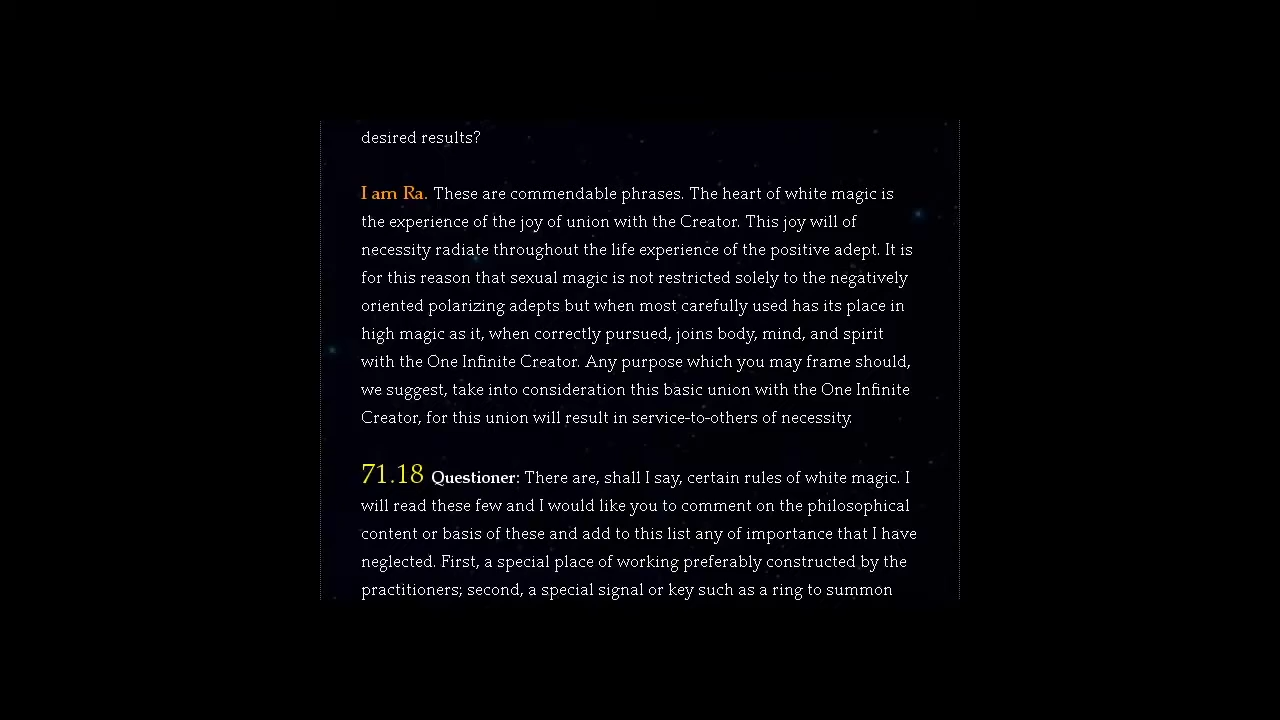 desired results?
I am Ra. These are commendable phrases. The heart of white magic is
the experience of the joy of union with the Creator. This joy will of
necessity radiate throughout the life experience of the positive adept. It is
for this reason that sexual magic is not restricted solely to the negatively
oriented polarizing adepts but when most carefully used has its place in
high magic as it, when correctly pursued, joins body, mind, and spirit
with the One Infinite Creator. Any purpose which you may frame should,
we suggest, take into consideration this basic union with the One Infinite
Creator, for this union will result in service-to-others of necessity.
71.18 Questioner: There are, shall I say, certain rules of white magic. I
will read these few and I would like you to comment on the philosophical
content or basis of these and add to this list any of importance that I have
neglected. First, a special place of working preferably constructed by the
practitioners; second, a special signal or key such as a ring to summon